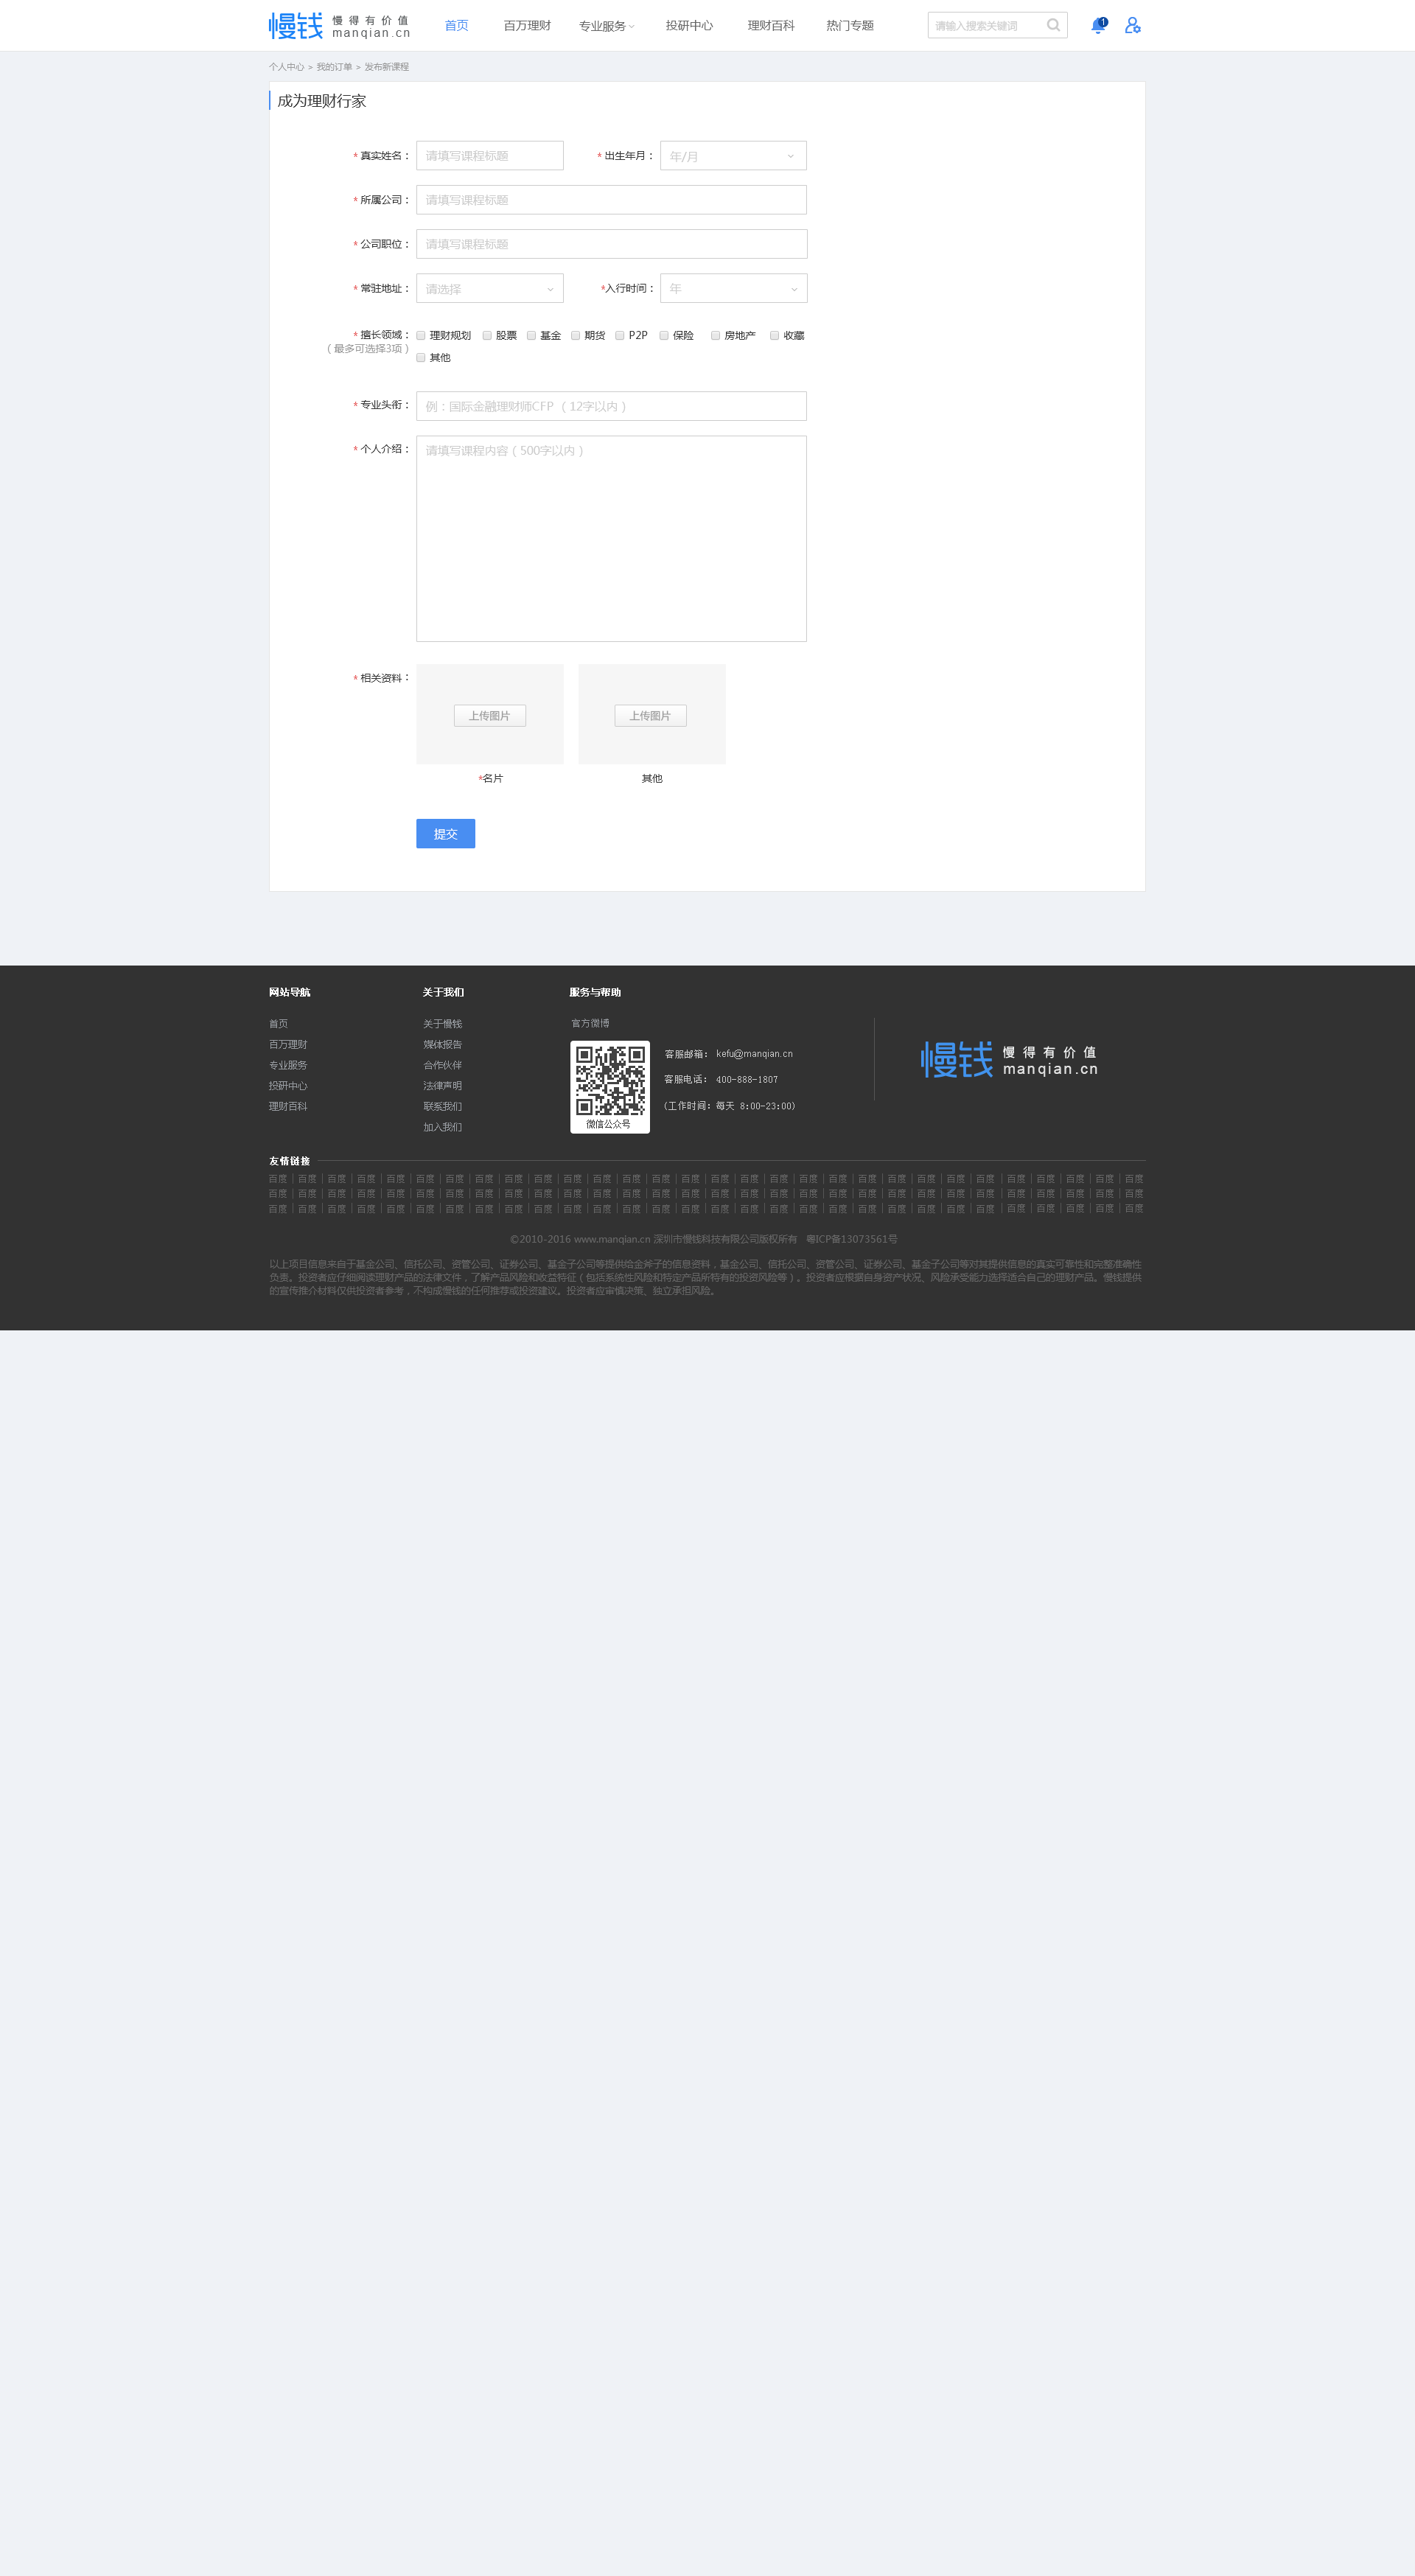 慢钱 慢得有价值 manqian.cn 首页 百万理财 专业服务 投研中心 理财百科 热门专题 请输入搜索关键词 1
个人中心 > 我的订单 > 发布新课程
成为理财行家
* 真实姓名： 请填写课程标题 * 出生年月： 年/月
* 所属公司： 请填写课程标题
* 公司职位： 请填写课程标题
* 常驻地址： 请选择 *入行时间： 年
* 擅长领域： 理财规划 股票 基金 期货 P2P 保险 房地产 收藏
（最多可选择3项） 其他
* 专业头衔： 例：国际金融理财师CFP （12字以内）
* 个人介绍： 请填写课程内容（500字以内）
* 相关资料： 上传图片 上传图片
*名片 其他
提交
网站导航 关于我们 服务与帮助
首页 关于慢钱 官方微博
百万理财 媒体报告 客服邮箱： kefu@manqian.cn
专业服务 合作伙伴 客服电话： 400-888-1807
投研中心 法律声明 (工作时间：每天 8:00-23:00)
理财百科 联系我们 微信公众号
加入我们 慢钱 慢得有价值 manqian.cn
友情链接
百度 | 百度 | 百度 | 百度 | 百度 | 百度 | 百度 | 百度 | 百度 | 百度 | 百度 | 百度 | 百度 | 百度 | 百度 | 百度 | 百度 | 百度 | 百度 | 百度 | 百度 | 百度 | 百度 | 百度 | 百度 | 百度 | 百度 | 百度 | 百度 | 百度
百度 | 百度 | 百度 | 百度 | 百度 | 百度 | 百度 | 百度 | 百度 | 百度 | 百度 | 百度 | 百度 | 百度 | 百度 | 百度 | 百度 | 百度 | 百度 | 百度 | 百度 | 百度 | 百度 | 百度 | 百度 | 百度 | 百度 | 百度 | 百度 | 百度
百度 | 百度 | 百度 | 百度 | 百度 | 百度 | 百度 | 百度 | 百度 | 百度 | 百度 | 百度 | 百度 | 百度 | 百度 | 百度 | 百度 | 百度 | 百度 | 百度 | 百度 | 百度 | 百度 | 百度 | 百度 | 百度 | 百度 | 百度 | 百度 | 百度
©2010-2016 www.manqian.cn 深圳市慢钱科技有限公司版权所有 粤ICP备13073561号
以上项目信息来自于基金公司、信托公司、资管公司、证券公司、基金子公司等提供给金斧子的信息资料，基金公司、信托公司、资管公司、证券公司、基金子公司等对其提供信息的真实可靠性和完整准确性
负责。投资者应仔细阅读理财产品的法律文件，了解产品风险和收益特征（包括系统性风险和特定产品所特有的投资风险等）。投资者应根据自身资产状况、风险承受能力选择适合自己的理财产品。慢钱提供
的宣传推介材料仅供投资者参考，不构成慢钱的任何推荐或投资建议。投资者应审慎决策、独立承担风险。